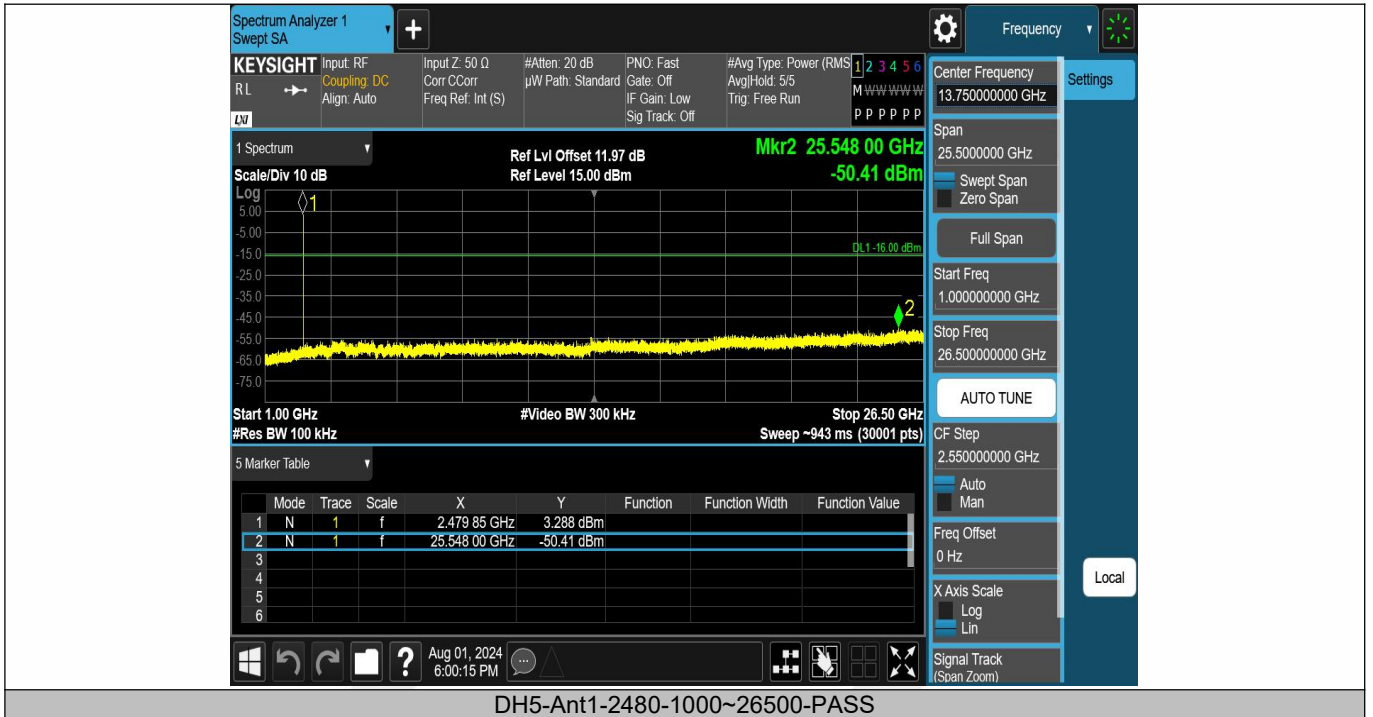 Spectrum Analyzer 1
Swept SA
+
Frequency
KEYSIGHT
RL
LXI
Input: RF
Coupling: DC
Align: Auto
Input Z: 50 Ω
Corr CCorr
Freq Ref: Int (S)
#Atten: 20 dB
µW Path: Standard
PNO: Fast
Gate: Off
IF Gain: Low
Sig Track: Off
#Avg Type: Power (RMS
Avg|Hold: 5/5
Trig: Free Run
1 2 3 4 5 6
M W W W W W
P P P P P P
1 Spectrum
Scale/Div 10 dB
Ref Lvl Offset 11.97 dB
Ref Level 15.00 dBm
Mkr2 25.548 00 GHz
-50.41 dBm
Log
5.00
-5.00
-15.0
-25.0
-35.0
-45.0
-55.0
-65.0
-75.0
1
DL1 -16.00 dBm
2
Start 1.00 GHz
#Video BW 300 kHz
Stop 26.50 GHz
#Res BW 100 kHz
Sweep ~943 ms (30001 pts)
5 Marker Table
Mode Trace Scale X Y Function Function Width Function Value
1 N 1 f 2.479 85 GHz 3.288 dBm
2 N 1 f 25.548 00 GHz -50.41 dBm
3
4
5
6
Aug 01, 2024
6:00:15 PM
?
Center Frequency
13.750000000 GHz
Settings
Span
25.5000000 GHz
Swept Span
Zero Span
Full Span
Start Freq
1.000000000 GHz
Stop Freq
26.500000000 GHz
AUTO TUNE
CF Step
2.550000000 GHz
Auto
Man
Freq Offset
0 Hz
X Axis Scale
Log
Lin
Local
Signal Track
(Span Zoom)
DH5-Ant1-2480-1000~26500-PASS